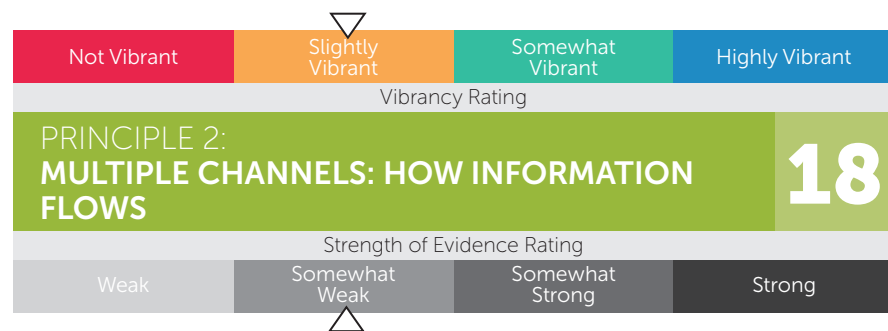 Not Vibrant
Slightly
Vibrant
Somewhat
Vibrant
Highly Vibrant
Vibrancy Rating
PRINCIPLE 2:
MULTIPLE CHANNELS: HOW INFORMATION
FLOWS
18
Strength of Evidence Rating
Weak
Somewhat
Weak
Somewhat
Strong
Strong